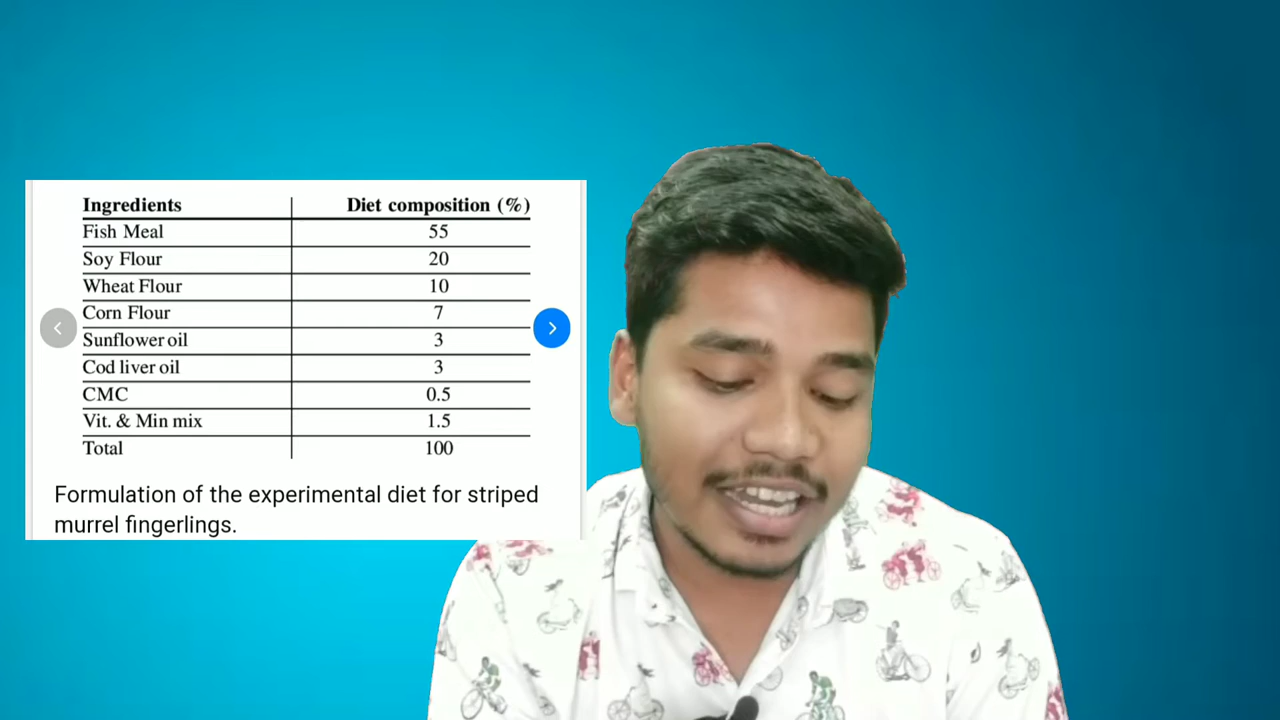 Ingredients Diet composition (%)
Fish Meal 55
Soy Flour 20
Wheat Flour 10
Corn Flour 7
Sunflower oil 3
Cod liver oil 3
CMC 0.5
Vit. & Min mix 1.5
Total 100
Formulation of the experimental diet for striped
murrel fingerlings.